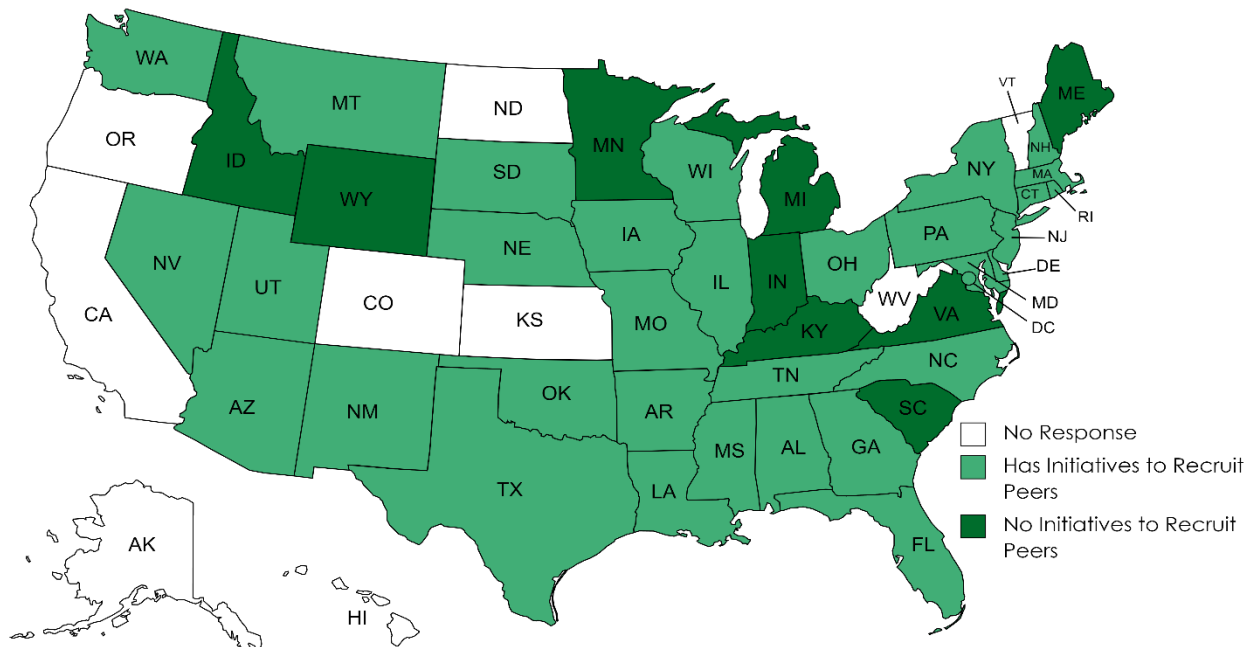 WA
MT
ND
MN
ME
VT
OR
ID
WY
SD
WI
MI
NY
NH
MA
CT
RI
NV
UT
CO
NE
KS
IA
MO
IL
IN
OH
PA
NJ
DE
MD
DC
CA
AZ
NM
OK
TX
AR
LA
MS
AL
GA
FL
TN
KY
WV
VA
NC
SC
AK
HI
No Response
Has Initiatives to Recruit
Peers
No Initiatives to Recruit
Peers